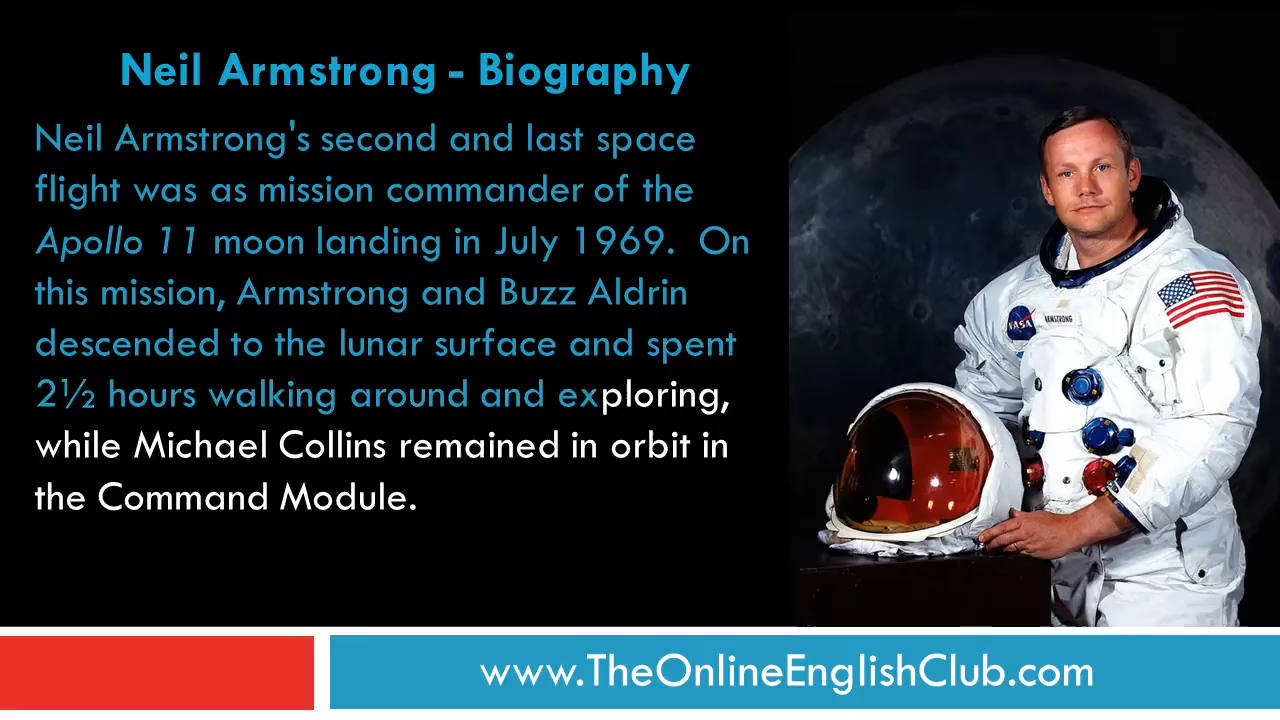 Neil Armstrong - Biography
Neil Armstrong's second and last space
flight was as mission commander of the
Apollo 11 moon landing in July 1969.  On
this mission, Armstrong and Buzz Aldrin
descended to the lunar surface and spent
2½ hours walking around and exploring,
while Michael Collins remained in orbit in
the Command Module.
NASA
ARMSTRONG
www.TheOnlineEnglishClub.com